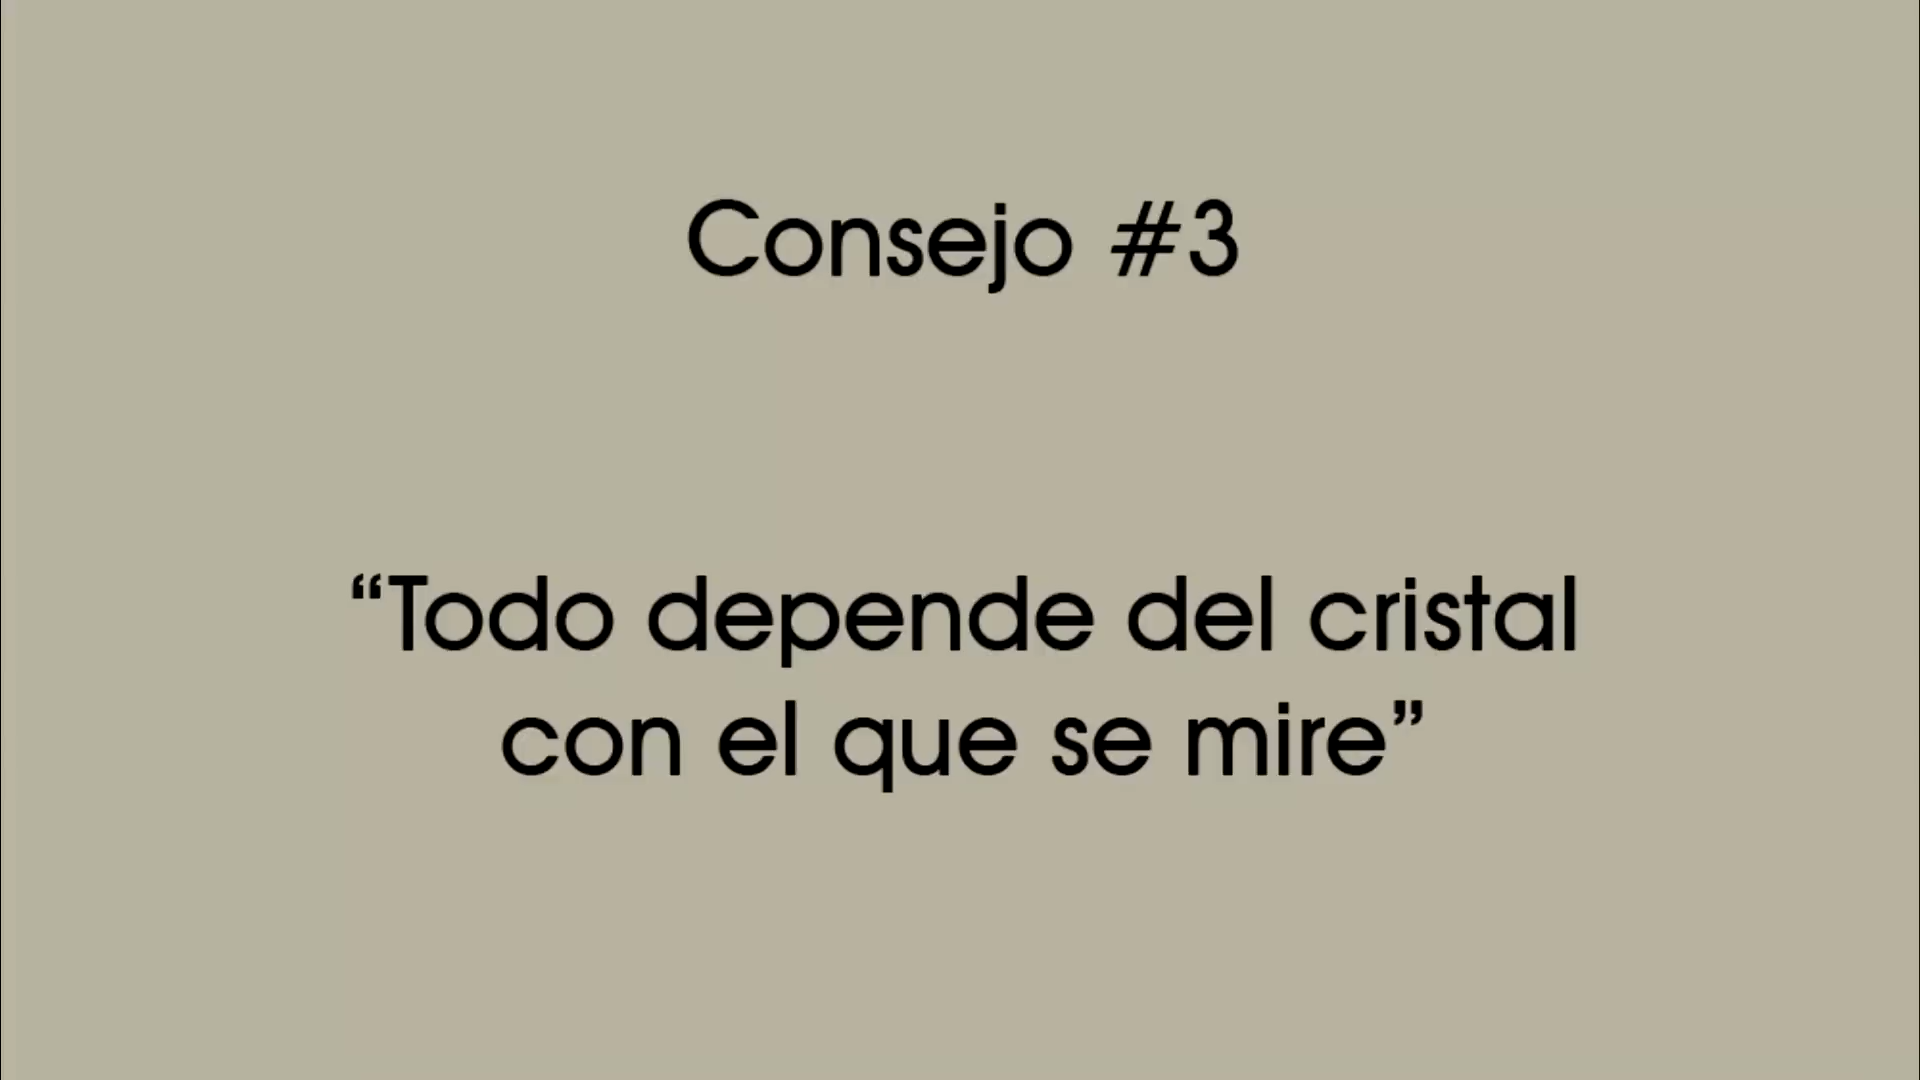 Consejo #3
“Todo depende del cristal
con el que se mire”